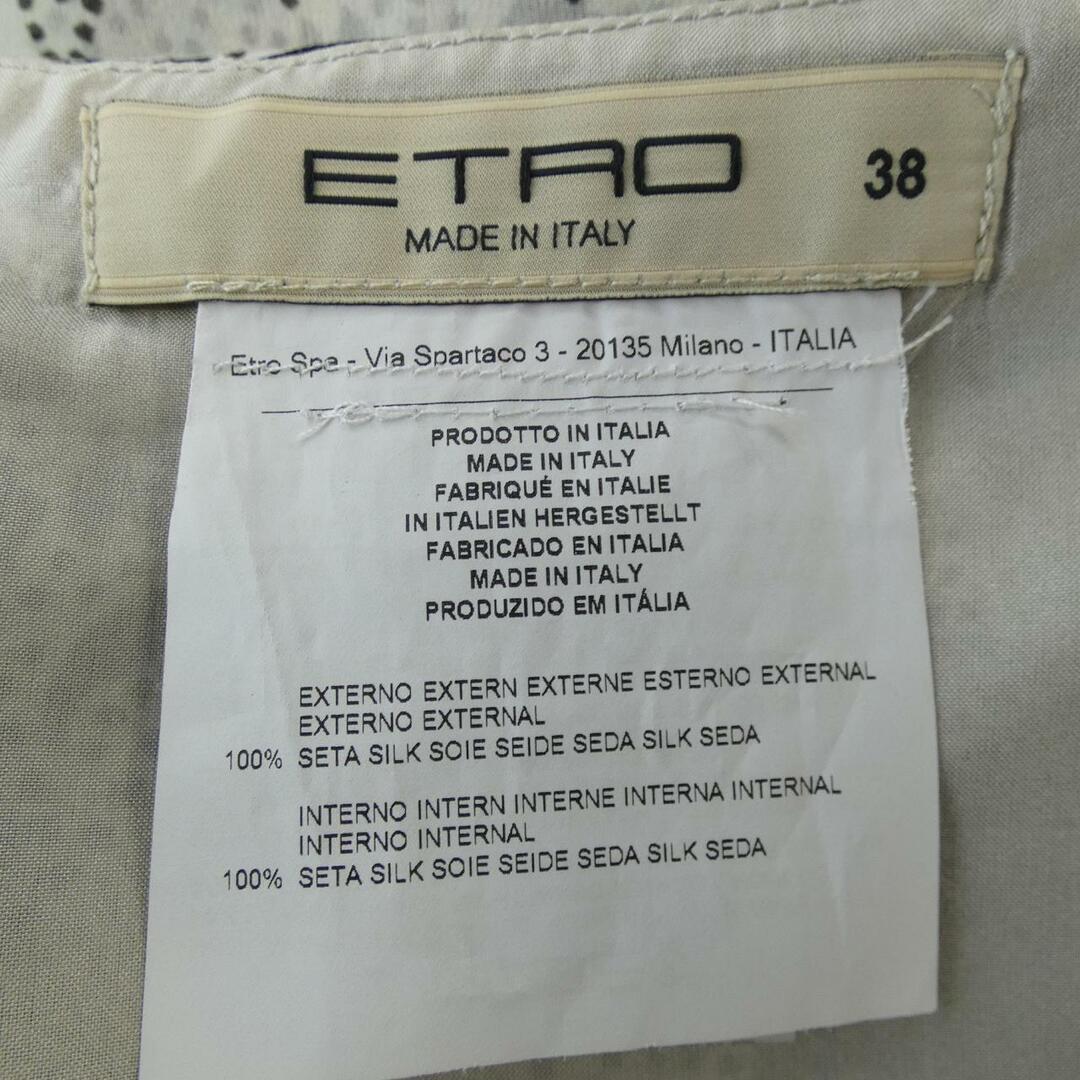 ETRO 38
MADE IN ITALY
Etro Spa - Via Spartaco 3 - 20135 Milano - ITALIA
PRODOTTO IN ITALIA
MADE IN ITALY
FABRIQUÉ EN ITALIE
IN ITALIEN HERGESTELLT
FABRICADO EN ITALIA
MADE IN ITALY
PRODUZIDO EM ITÁLIA
EXTERNO EXTERN EXTERNE ESTERNO EXTERNAL
EXTERNO EXTERNAL
100% SETA SILK SOIE SEIDE SEDA SILK SEDA
INTERNO INTERN INTERNE INTERNA INTERNAL
INTERNO INTERNAL
100% SETA SILK SOIE SEIDE SEDA SILK SEDA